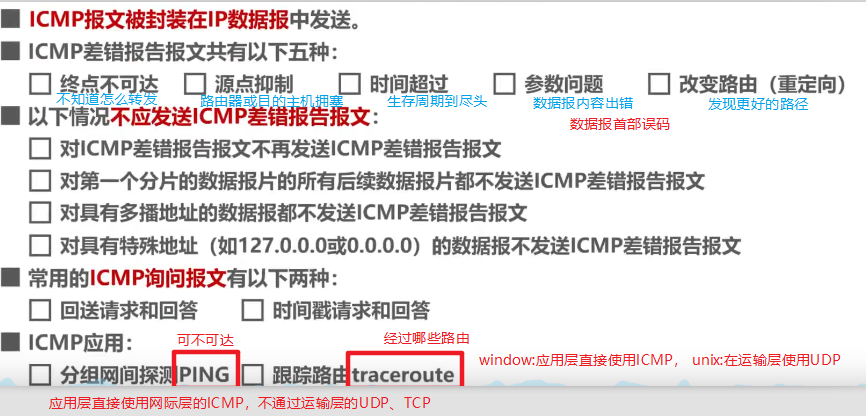 ICMP报文被封装在IP数据报中发送。
ICMP差错报告报文共有以下五种：
终点不可达 源点抑制 时间超过 参数问题 改变路由（重定向）
不知道怎么转发 路由器或目的主机拥塞 生存周期到尽头 数据报内容出错 发现更好的路径
以下情况不应发送ICMP差错报告报文：
数据报首部误码
对ICMP差错报告报文不再发送ICMP差错报告报文
对第一个分片的数据报片的所有后续数据报片都不发送ICMP差错报告报文
对具有多播地址的数据报都不发送ICMP差错报告报文
对具有特殊地址（如127.0.0.0或0.0.0.0）的数据报不发送ICMP差错报告报文
常用的ICMP询问报文有以下两种：
回送请求和回答 时间戳请求和回答
ICMP应用：
可不可达 经过哪些路由
分组网间探测PING 跟踪路由traceroute
window:应用层直接使用ICMP， unix:在运输层使用UDP
应用层直接使用网际层的ICMP，不通过运输层的UDP、TCP